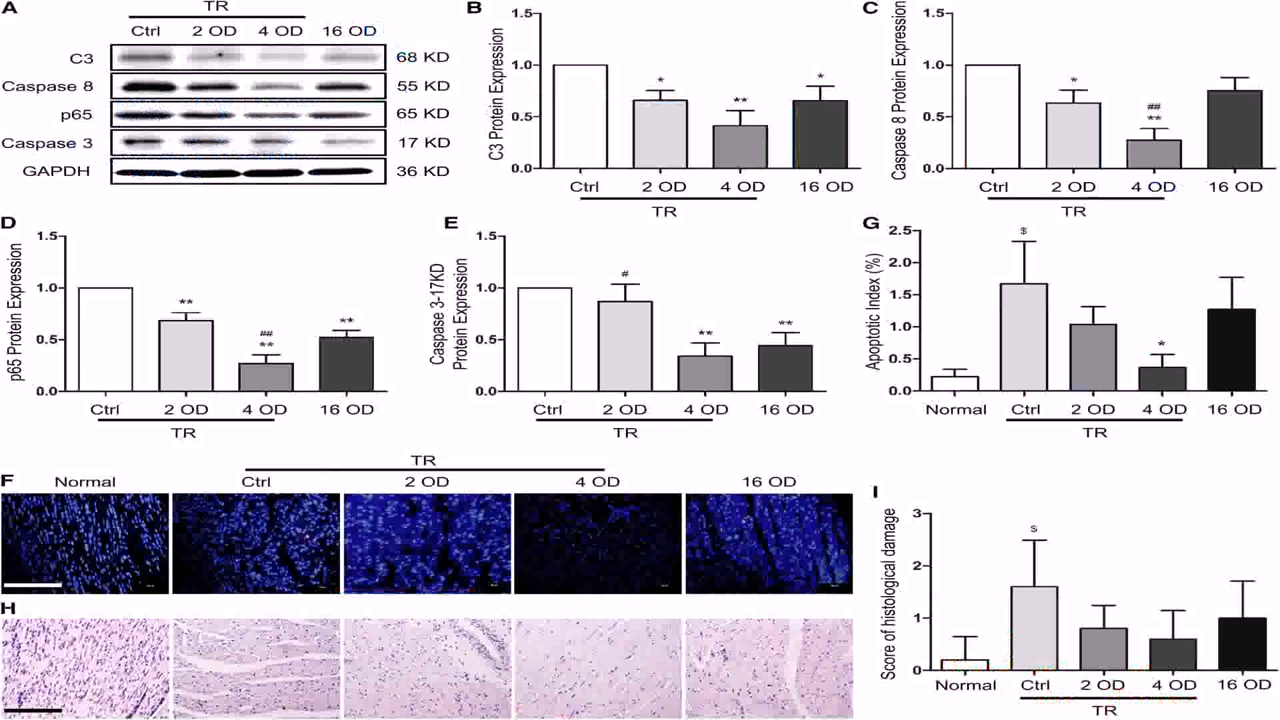 A
TR
Ctrl 2 OD 4 OD 16 OD
C3 68 KD
Caspase 8 55 KD
p65 65 KD
Caspase 3 17 KD
GAPDH 36 KD
B
C3 Protein Expression
1.5
1.0
0.5
0.0
* ** *
Ctrl 2 OD 4 OD 16 OD
TR
C
Caspase 8 Protein Expression
1.5
1.0
0.5
0.0
*
##
**
Ctrl 2 OD 4 OD 16 OD
TR
D
p65 Protein Expression
1.5
1.0
0.5
0.0
**
##
**
**
Ctrl 2 OD 4 OD 16 OD
TR
E
Caspase 3-17KD
Protein Expression
1.5
1.0
0.5
0.0
# ** **
Ctrl 2 OD 4 OD 16 OD
TR
G
Apoptotic Index (%)
2.5
2.0
1.5
1.0
0.5
0.0
$ *
Normal Ctrl 2 OD 4 OD 16 OD
TR
F
TR
Normal Ctrl 2 OD 4 OD 16 OD
H
I
Score of histological damage
3
2
1
0
$
Normal Ctrl 2 OD 4 OD 16 OD
TR